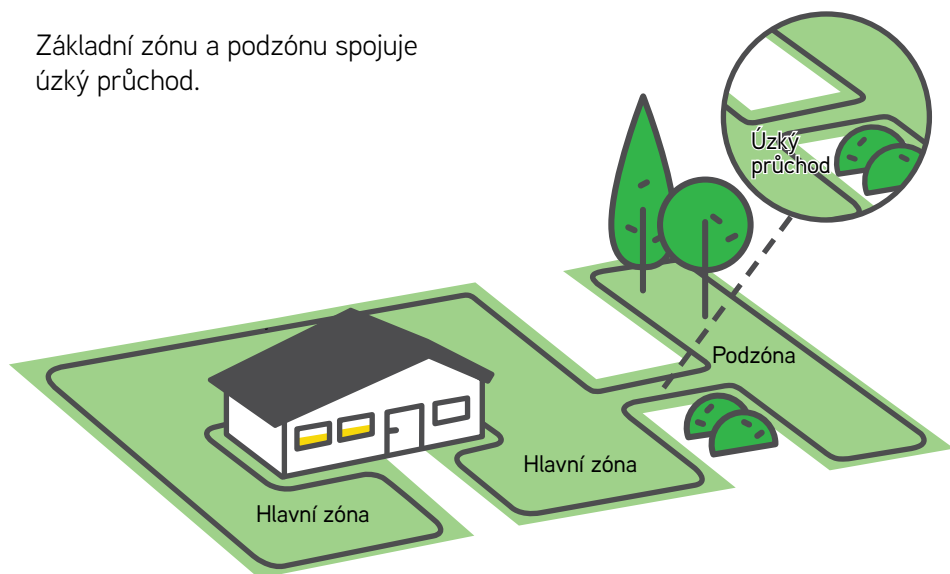 Základní zónu a podzónu spojuje
úzký průchod.
Úzký
průchod
Podzóna
Hlavní zóna
Hlavní zóna